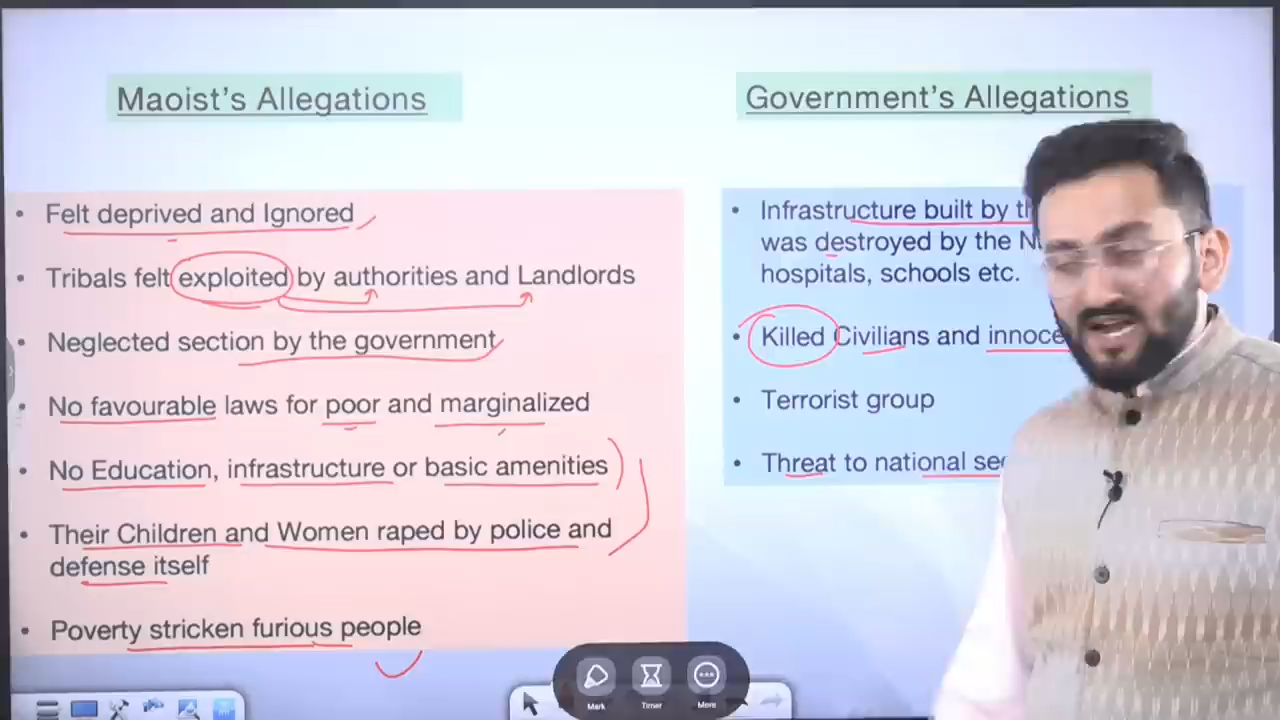 Maoist's Allegations
• Felt deprived and Ignored
• Tribals felt exploited by authorities and Landlords
• Neglected section by the government
• No favourable laws for poor and marginalized
• No Education, infrastructure or basic amenities
• Their Children and Women raped by police and
defense itself
• Poverty stricken furious people
Government's Allegations
• Infrastructure built by
was destroyed by the
hospitals, schools etc.
• Killed Civilians and
• Terrorist group
• Threat to national
Mark
Timer
More